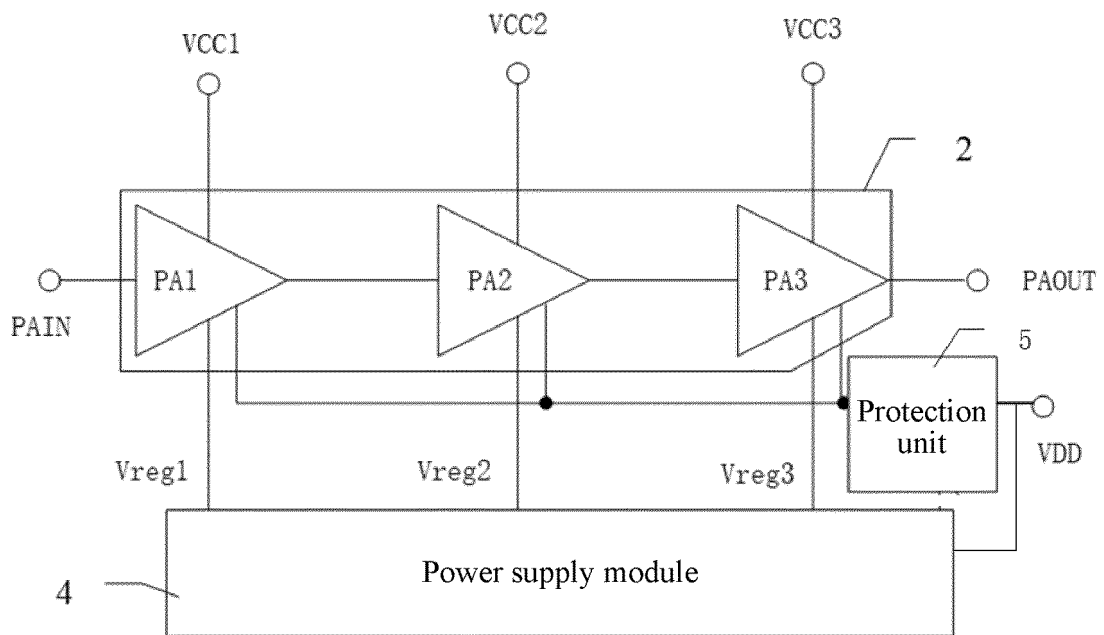 VCC1
VCC2
VCC3
2
PA1
PA2
PA3
PAIN
PAOUT
5
Protection
unit
VDD
Vreg1
Vreg2
Vreg3
Power supply module
4